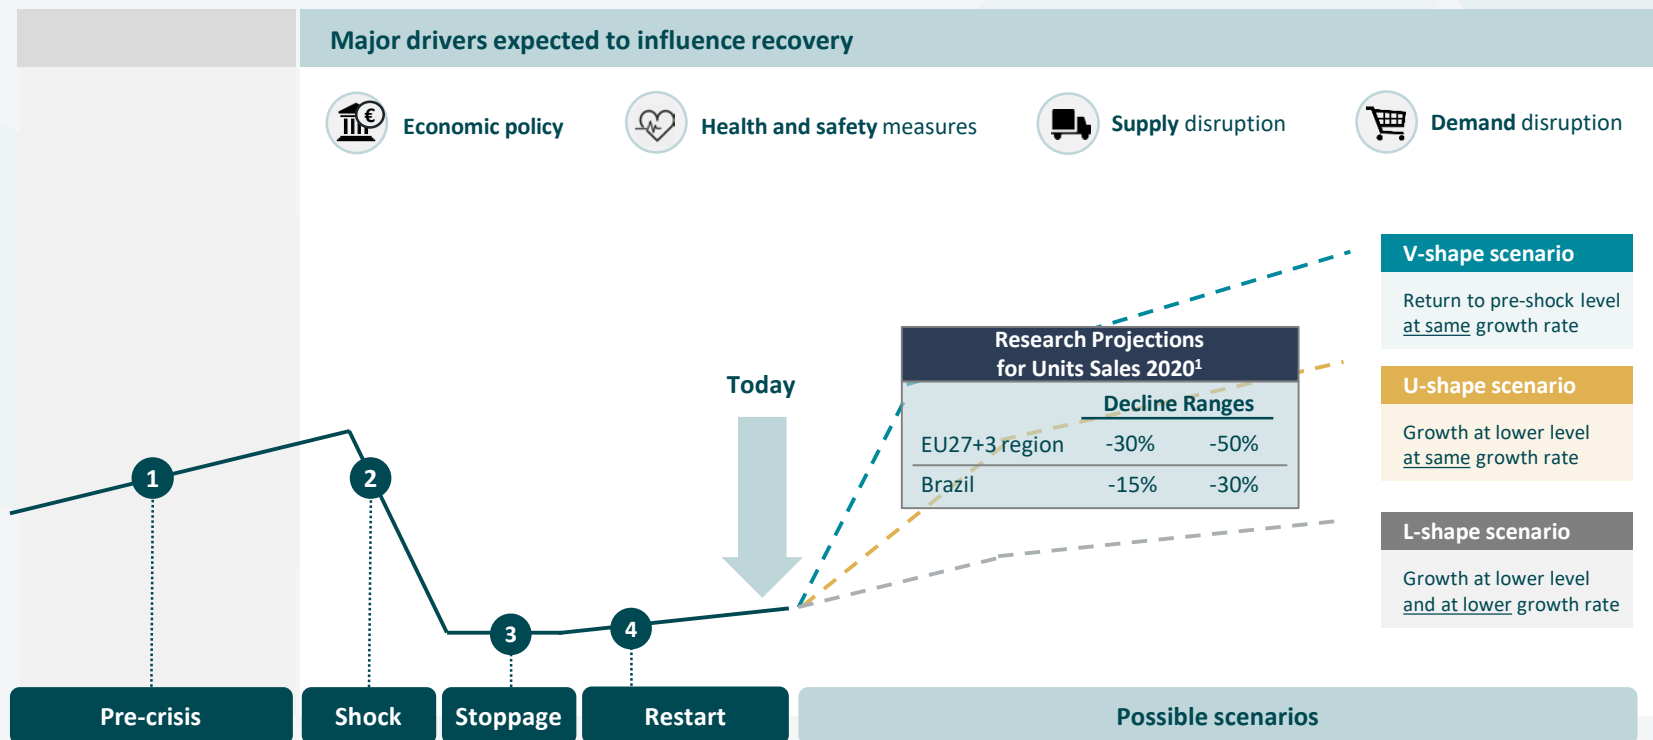 Major drivers expected to influence recovery
€
Economic policy
Health and safety measures
Supply disruption
Demand disruption
V-shape scenario
Return to pre-shock level
at same growth rate
Research Projections
for Units Sales 2020¹
Decline Ranges
EU27+3 region -30% -50%
Brazil -15% -30%
Today
U-shape scenario
Growth at lower level
at same growth rate
L-shape scenario
Growth at lower level
and at lower growth rate
1
2
3
4
Pre-crisis
Shock
Stoppage
Restart
Possible scenarios